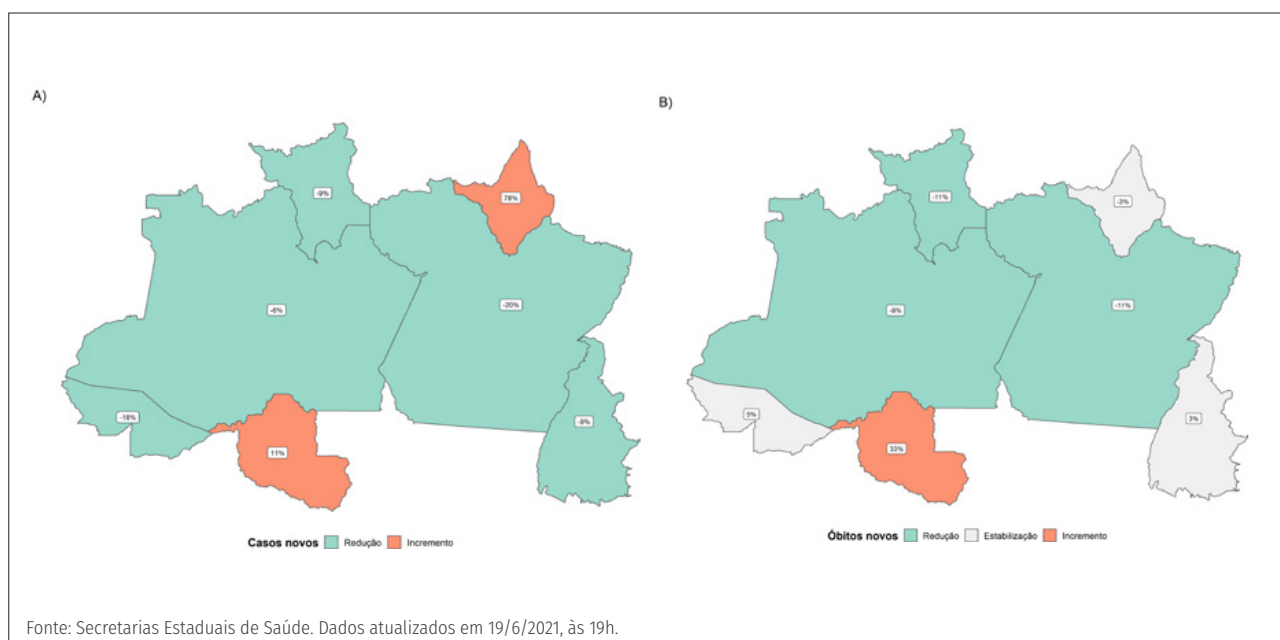 A)
B)
-9%
78%
-20%
-18%
11%
-9%
-11%
-3%
-9%
-11%
5%
33%
3%
Casos novos Redução Incremento
Óbitos novos Redução Estabilização Incremento
Fonte: Secretarias Estaduais de Saúde. Dados atualizados em 19/6/2021, às 19h.